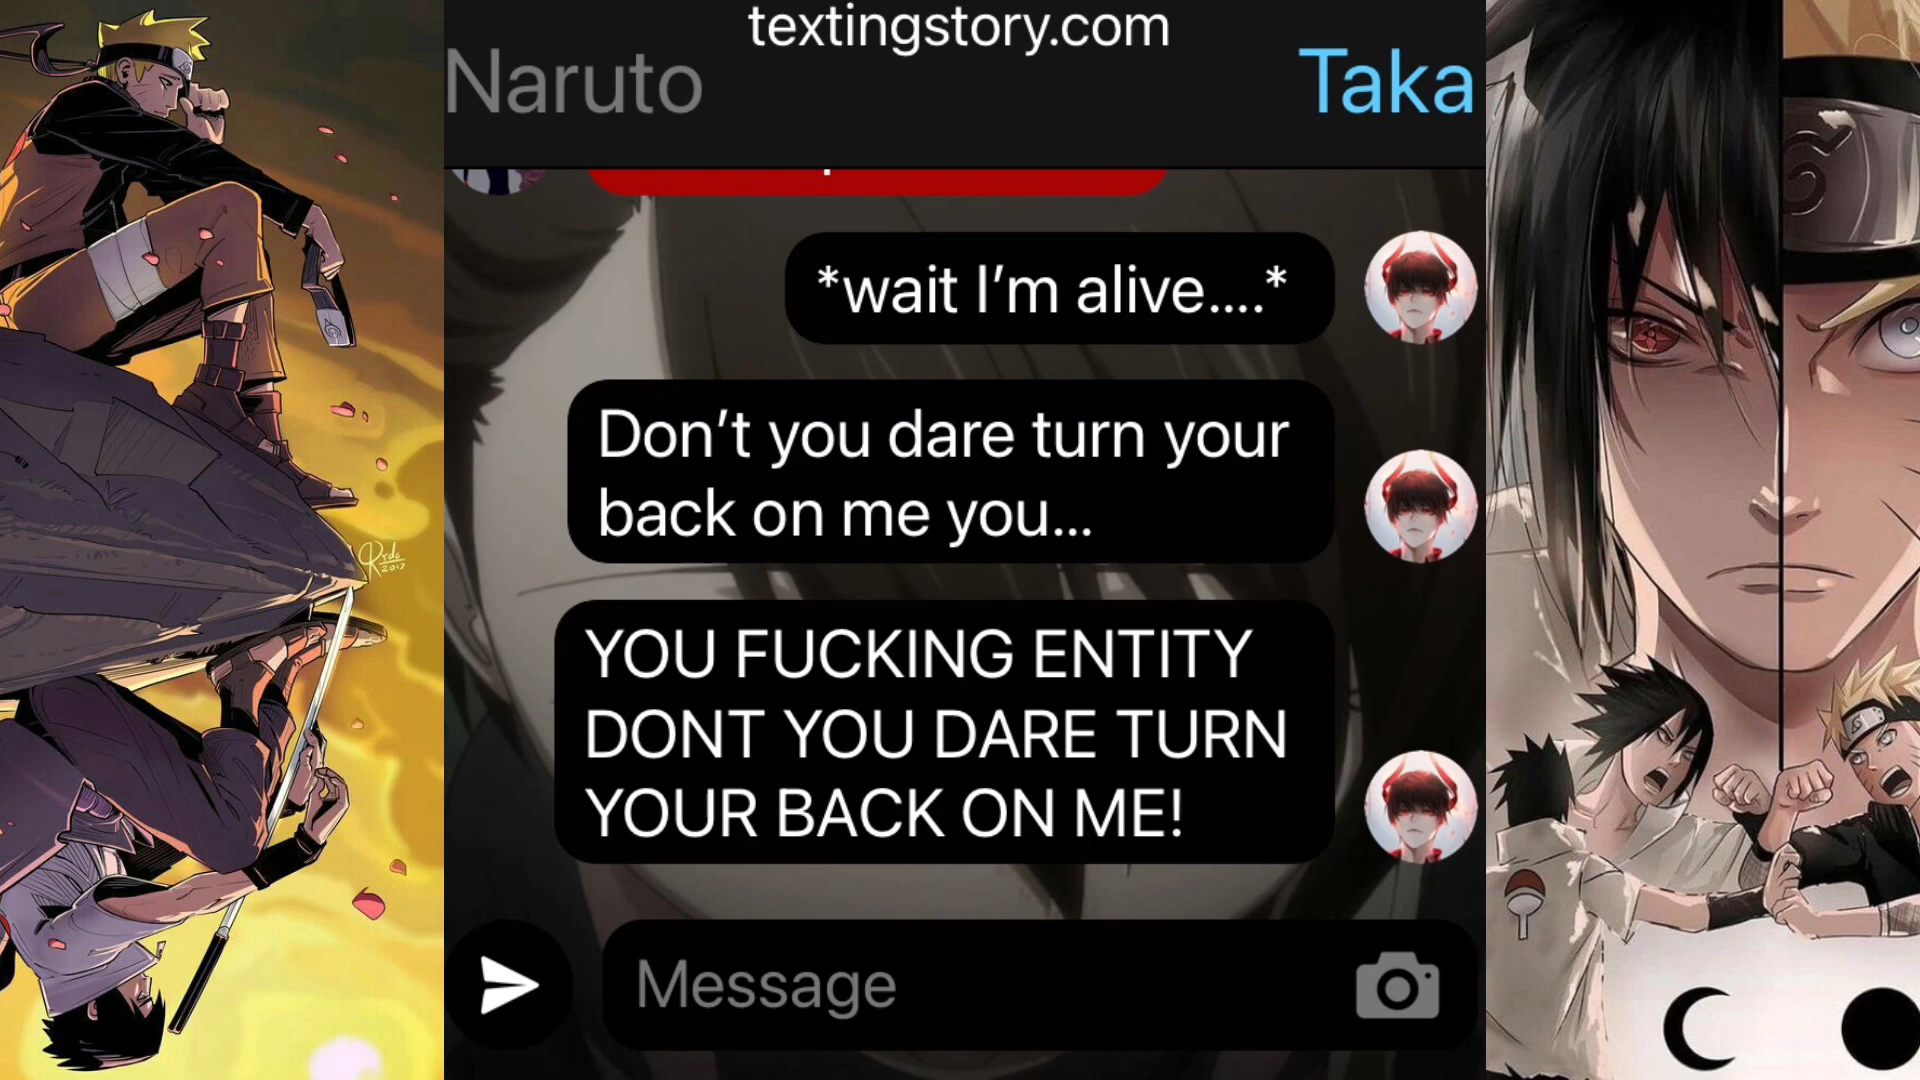 textingstory.com
Naruto
Taka
*wait I’m alive....*
Don’t you dare turn your
back on me you...
YOU FUCKING ENTITY
DONT YOU DARE TURN
YOUR BACK ON ME!
Message
2017